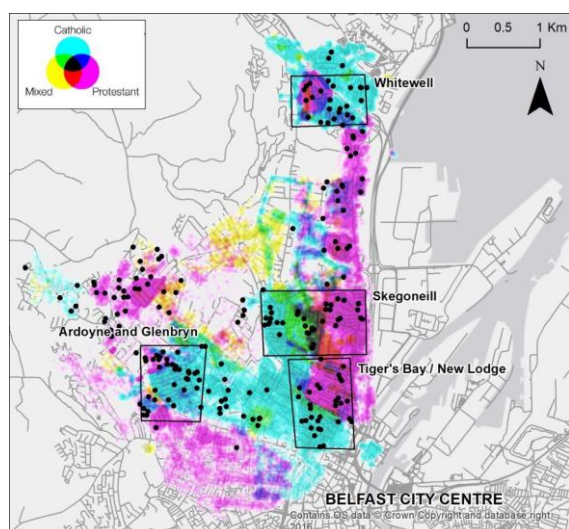 Catholic
Mixed
Protestant
0 0.5 1 Km
N
Whitewell
Skegoneill
Ardoyne and Glenbryn
Tiger's Bay / New Lodge
BELFAST CITY CENTRE
Contains OS data © Crown Copyright and database right
2016